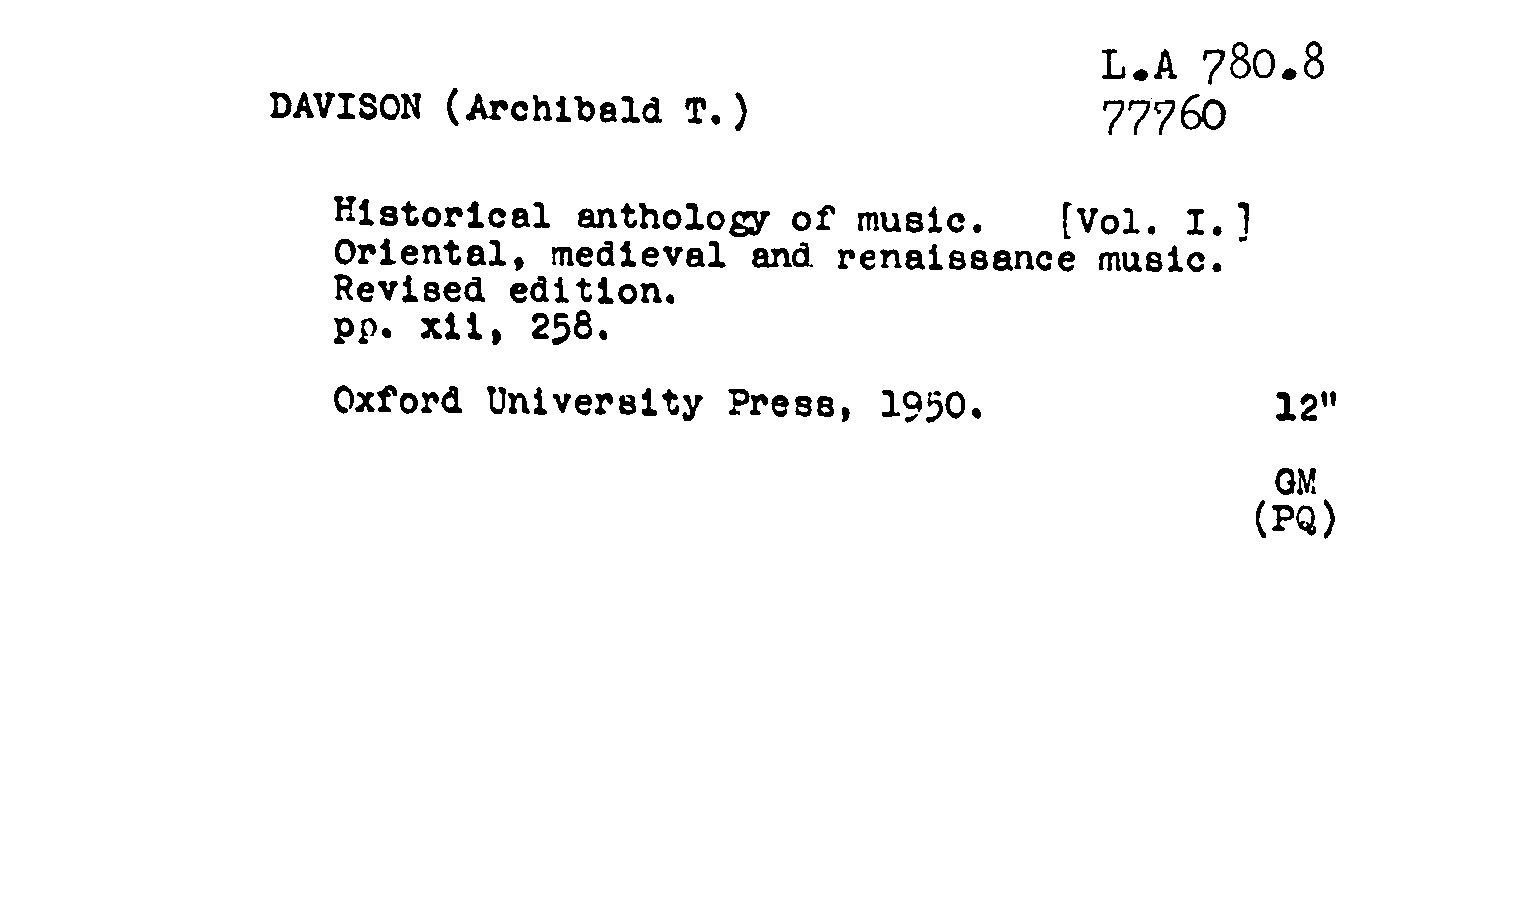 L.A 780.8
DAVISON (Archibald T.)
77760
Historical anthology of music. [Vol. I.]
Oriental, medieval and renaissance music.
Revised edition.
pp. xii, 258.
Oxford University Press, 1950. 12"
GM
(PQ)